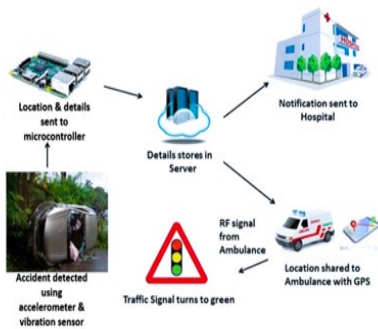 Hospital
Location & details
sent to
microcontroller
Notification sent to
Hospital
Details stores in
Server
RF signal
from
Ambulance
Location shared to
Ambulance with GPS
Accident detected
using
accelerometer &
vibration sensor
Traffic Signal turns to green